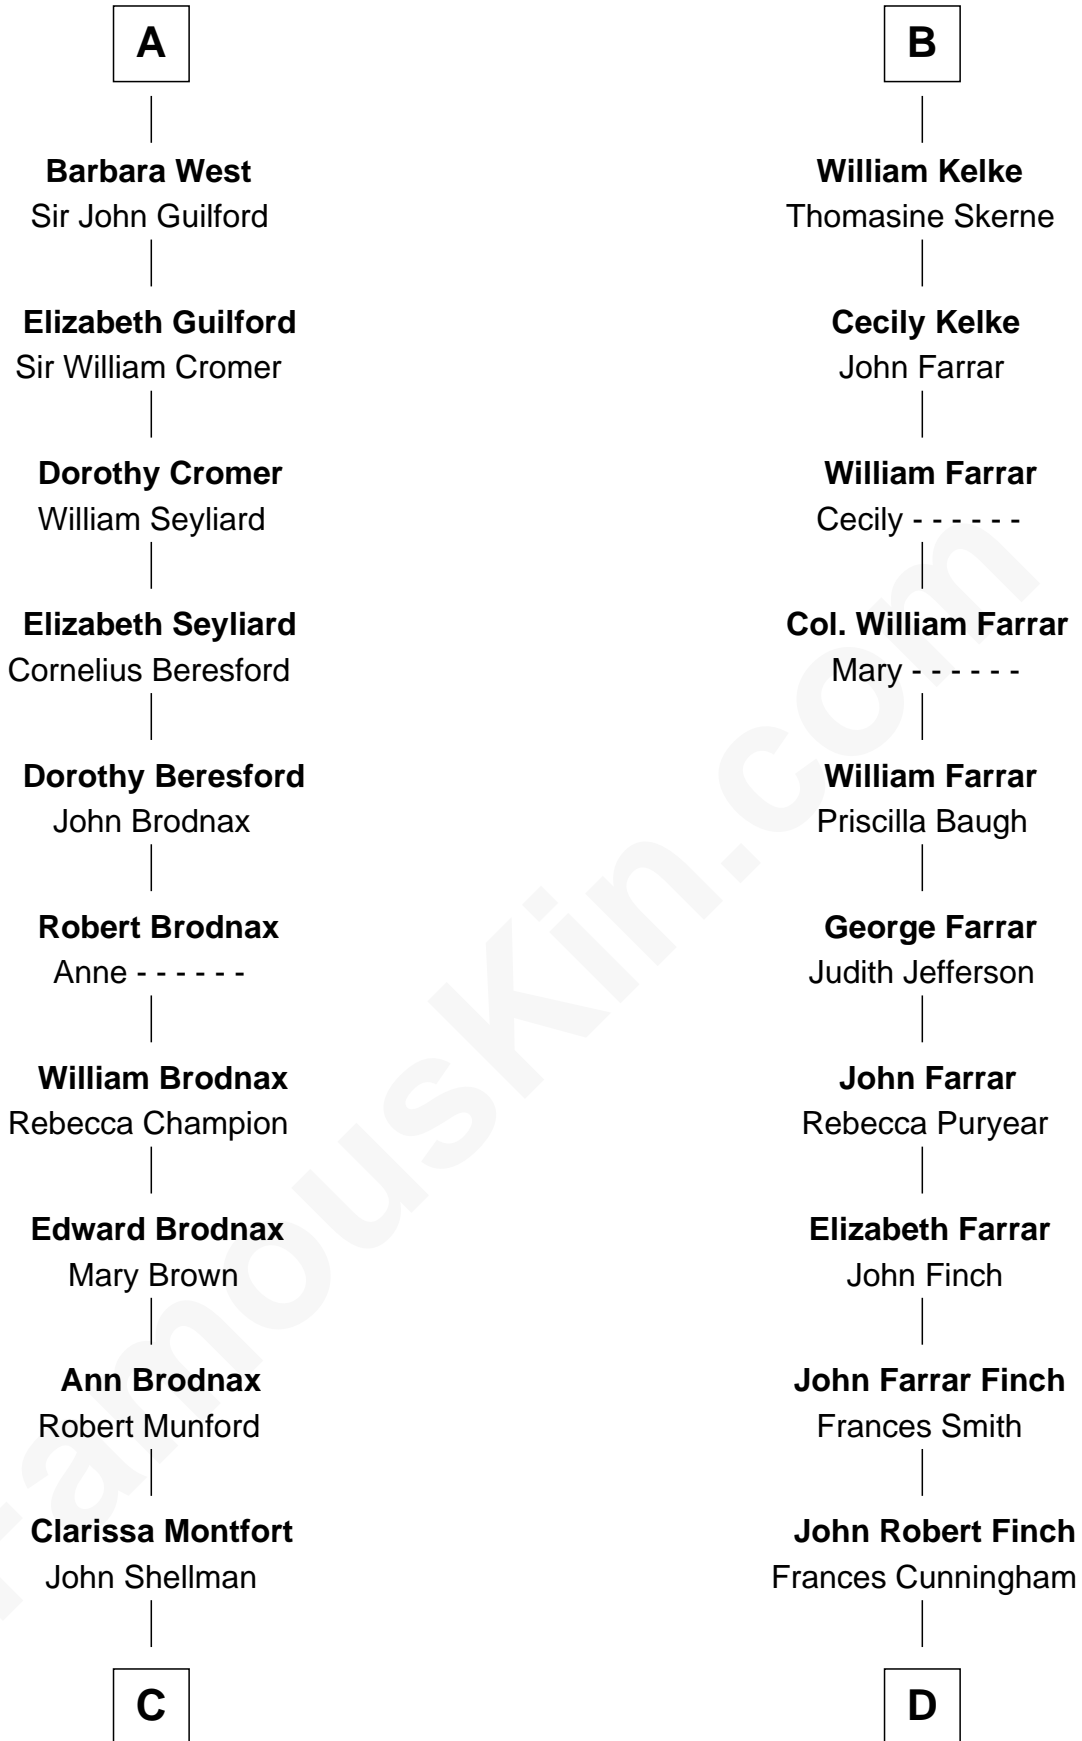 A
Barbara West
Sir John Guilford
Elizabeth Guilford
Sir William Cromer
Dorothy Cromer
William Seyliard
Elizabeth Seyliard
Cornelius Beresford
Dorothy Beresford
John Brodnax
Robert Brodnax
Anne - - - - - -
William Brodnax
Rebecca Champion
Edward Brodnax
Mary Brown
Ann Brodnax
Robert Munford
Clarissa Montfort
John Shellman
C
B
William Kelke
Thomasine Skerne
Cecily Kelke
John Farrar
William Farrar
Cecily - - - - - -
Col. William Farrar
Mary - - - - - -
William Farrar
Priscilla Baugh
George Farrar
Judith Jefferson
John Farrar
Rebecca Puryear
Elizabeth Farrar
John Finch
John Farrar Finch
Frances Smith
John Robert Finch
Frances Cunningham
D
FamousKin.com